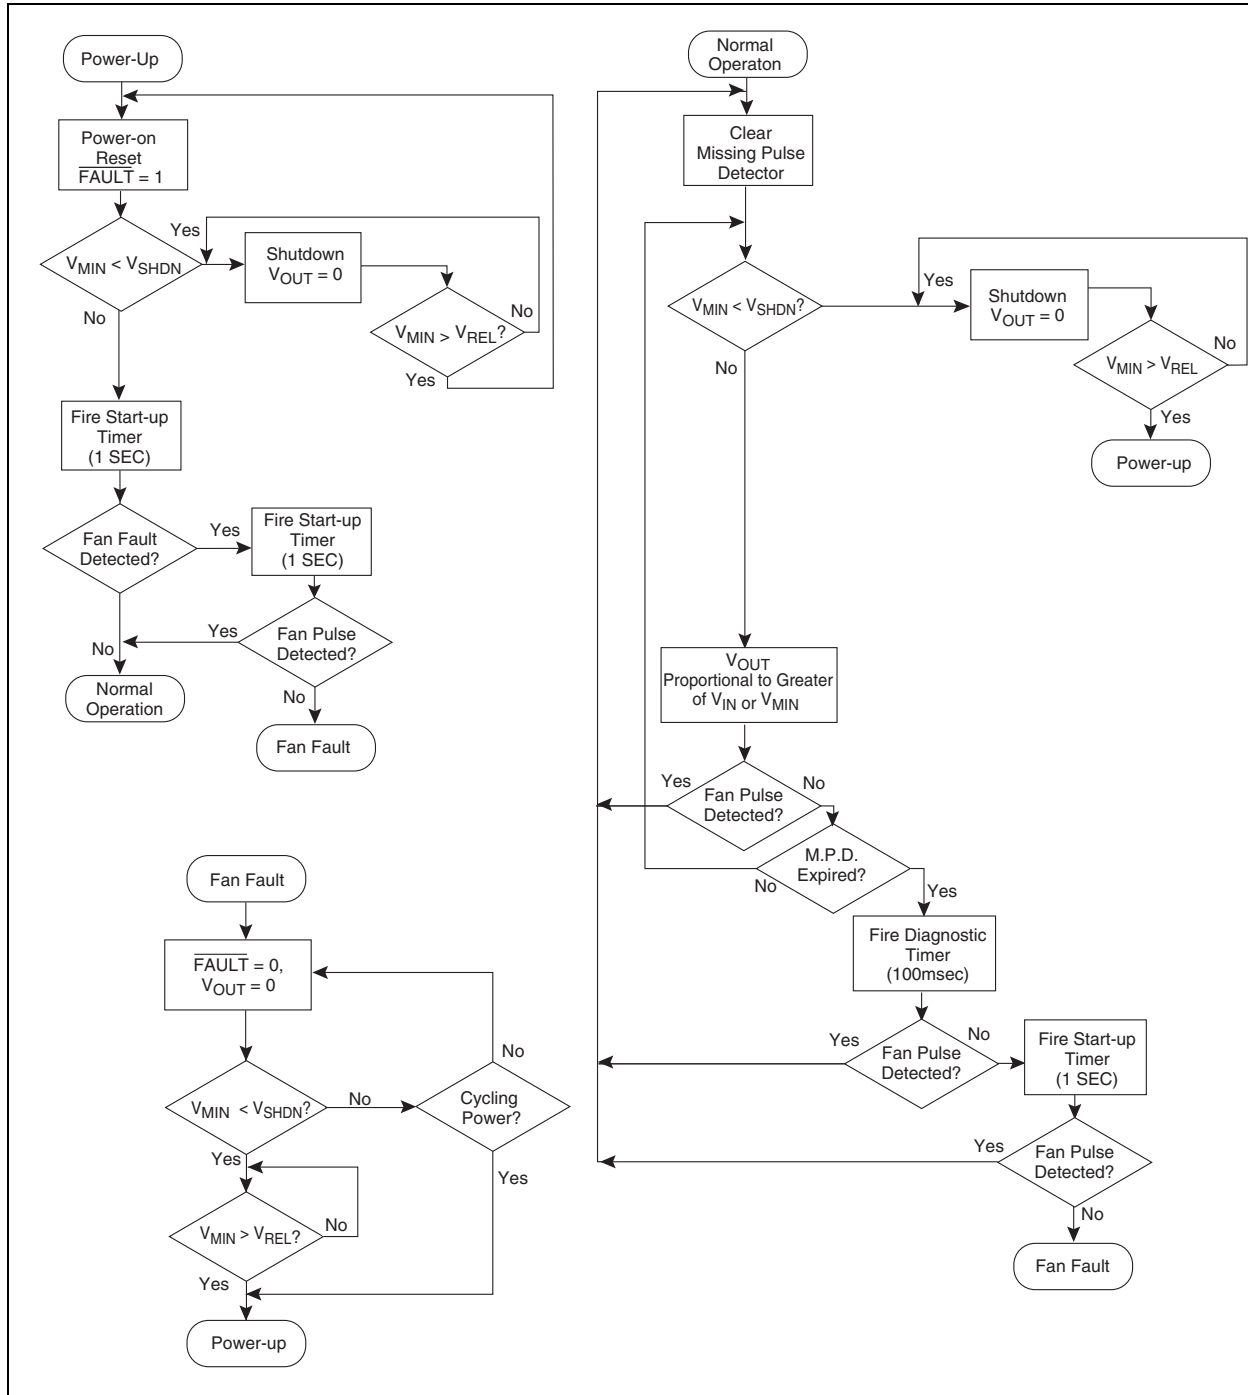 Power-Up
Power-on
Reset
FAULT = 1
Yes
VMIN < VSHDN
Shutdown
VOUT = 0
No
VMIN > VREL?
No
Yes
Fire Start-up
Timer
(1 SEC)
Fan Fault
Detected?
Yes
Fire Start-up
Timer
(1 SEC)
No
Yes
Fan Pulse
Detected?
Normal
Operation
No
Fan Fault
Fan Fault
FAULT = 0,
VOUT = 0
No
VMIN < VSHDN?
No
Cycling
Power?
Yes
Yes
VMIN > VREL?
No
Yes
Power-up
Normal
Operaton
Clear
Missing Pulse
Detector
VMIN < VSHDN?
Yes
Shutdown
VOUT = 0
No
VMIN > VREL
No
Yes
Power-up
VOUT
Proportional to Greater
of VIN or VMIN
Yes
No
Fan Pulse
Detected?
M.P.D.
Expired?
No
Yes
Fire Diagnostic
Timer
(100msec)
Yes
No
Fan Pulse
Detected?
Fire Start-up
Timer
(1 SEC)
Yes
Fan Pulse
Detected?
No
Fan Fault